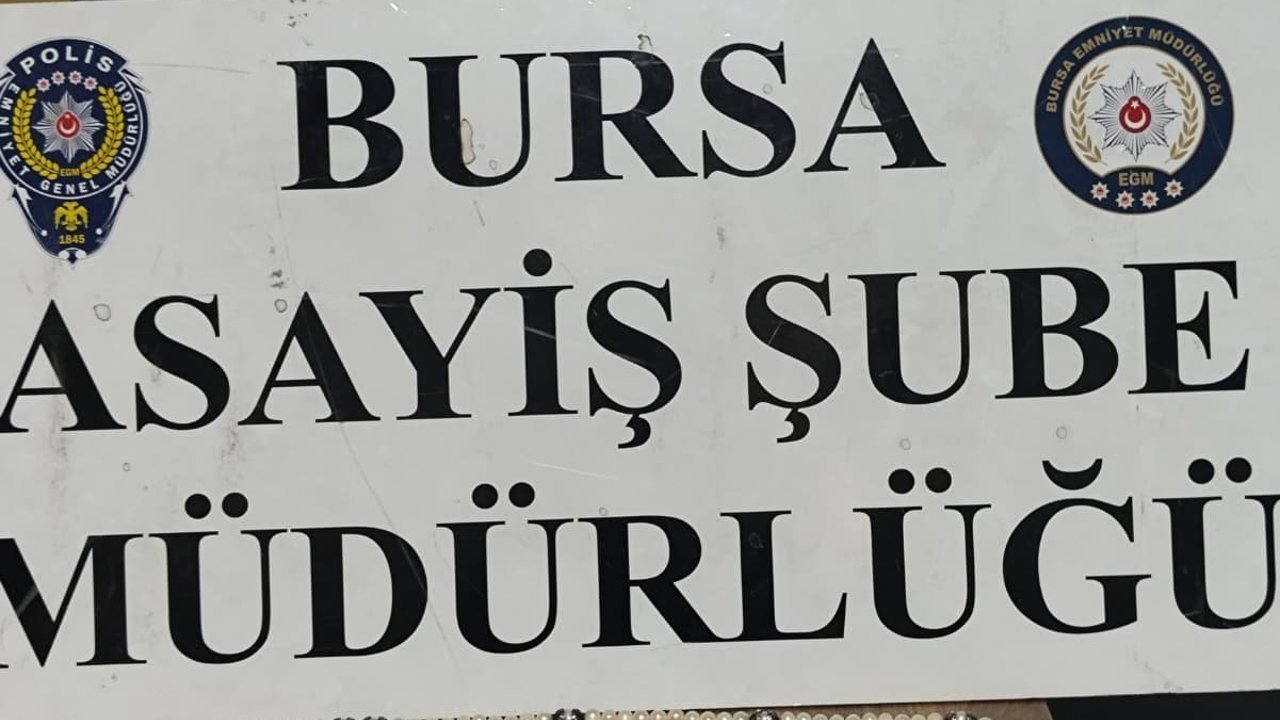 POLİS
EMNİYET GENEL MÜDÜRLÜĞÜ
EGM
1845
BURSA
BURSA EMNİYET MÜDÜRLÜĞÜ
EGM
ASAYİŞ ŞUBE
MÜDÜRLÜĞÜ